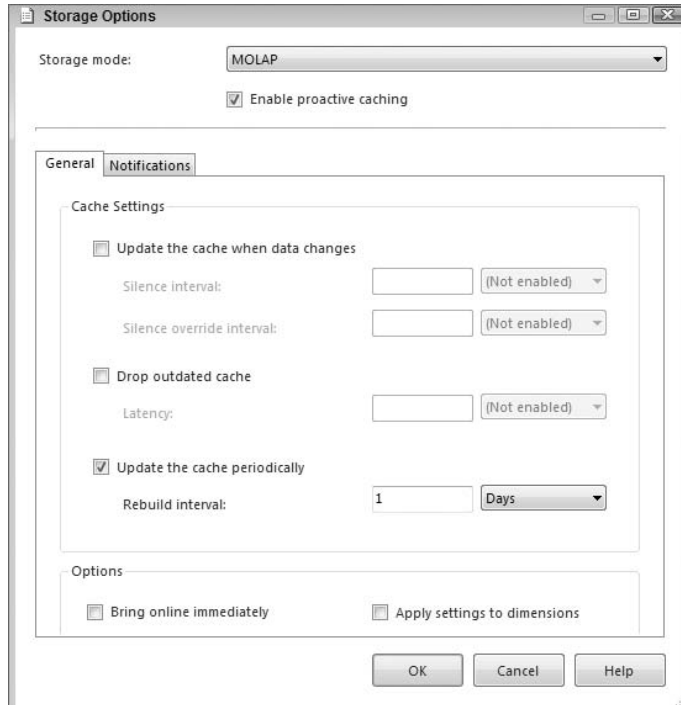 Storage Options
Storage mode: MOLAP
Enable proactive caching
General Notifications
Cache Settings
Update the cache when data changes
Silence interval: (Not enabled)
Silence override interval: (Not enabled)
Drop outdated cache
Latency: (Not enabled)
Update the cache periodically
Rebuild interval: 1 Days
Options
Bring online immediately Apply settings to dimensions
OK Cancel Help